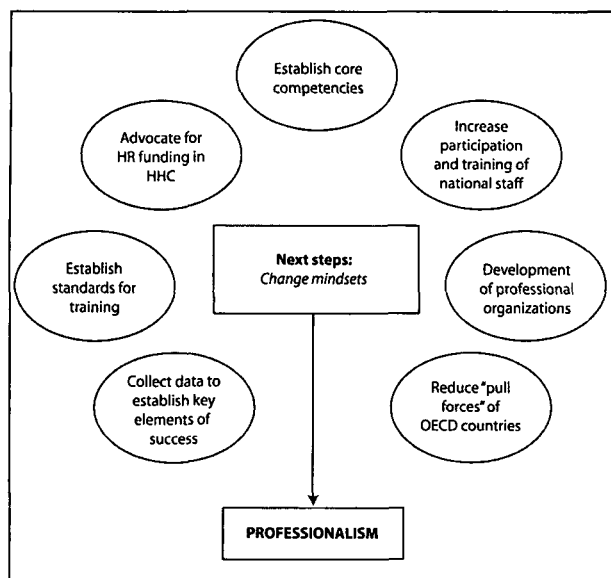 Establish core
competencies
Advocate for
HR funding in
HHC
Increase
participation
and training of
national staff
Next steps:
Change mindsets
Establish
standards for
training
Development
of professional
organizations
Collect data to
establish key
elements of
success
Reduce "pull
forces" of
OECD countries
PROFESSIONALISM